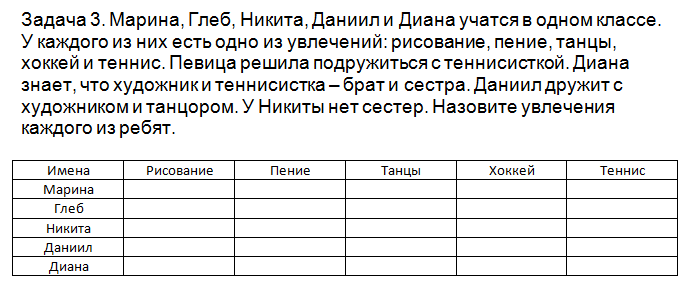 Задача 3. Марина, Глеб, Никита, Даниил и Диана учатся в одном классе.
У каждого из них есть одно из увлечений: рисование, пение, танцы,
хоккей и теннис. Певица решила подружиться с теннисисткой. Диана
знает, что художник и теннисистка – брат и сестра. Даниил дружит с
художником и танцором. У Никиты нет сестер. Назовите увлечения
каждого из ребят.
Имена Рисование Пение Танцы Хоккей Теннис
Марина
Глеб
Никита
Даниил
Диана